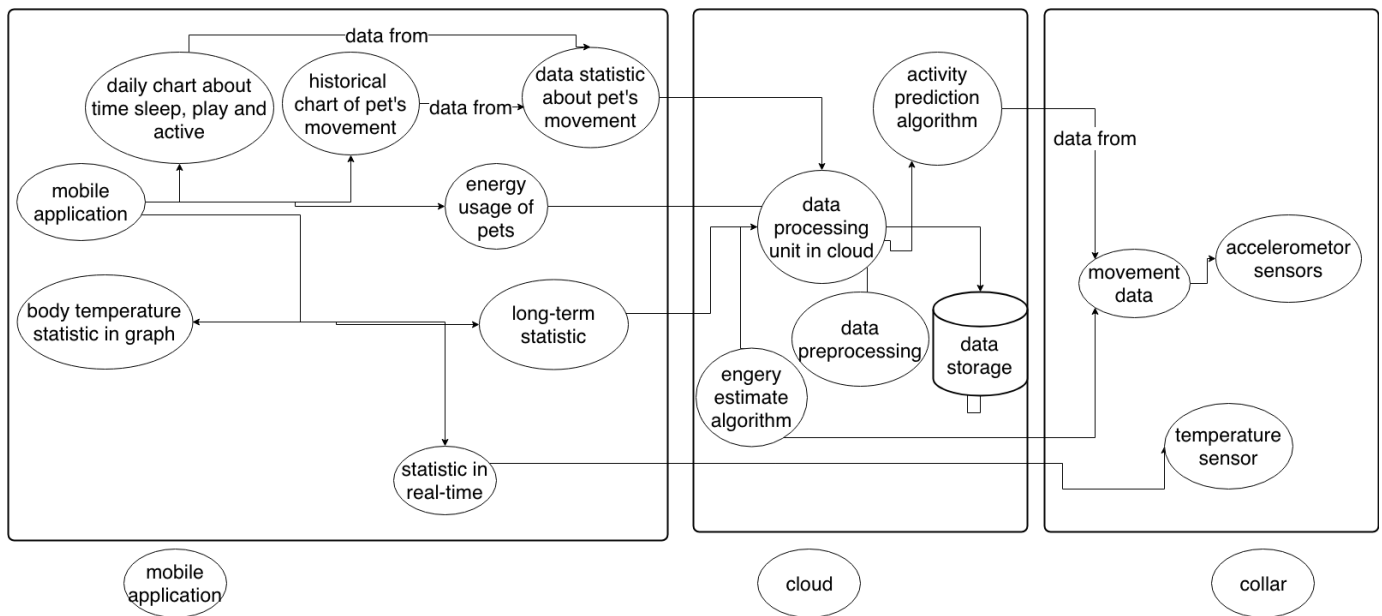 data from
daily chart about
time sleep, play and
active
historical
chart of pet's
movement
data from
data statistic
about pet's
movement
mobile
application
energy
usage of
pets
body temperature
statistic in graph
long-term
statistic
statistic in
real-time
activity
prediction
algorithm
data
processing
unit in cloud
data
preprocessing
data
storage
engery
estimate
algorithm
data from
movement
data
accelerometor
sensors
temperature
sensor
mobile
application
cloud
collar